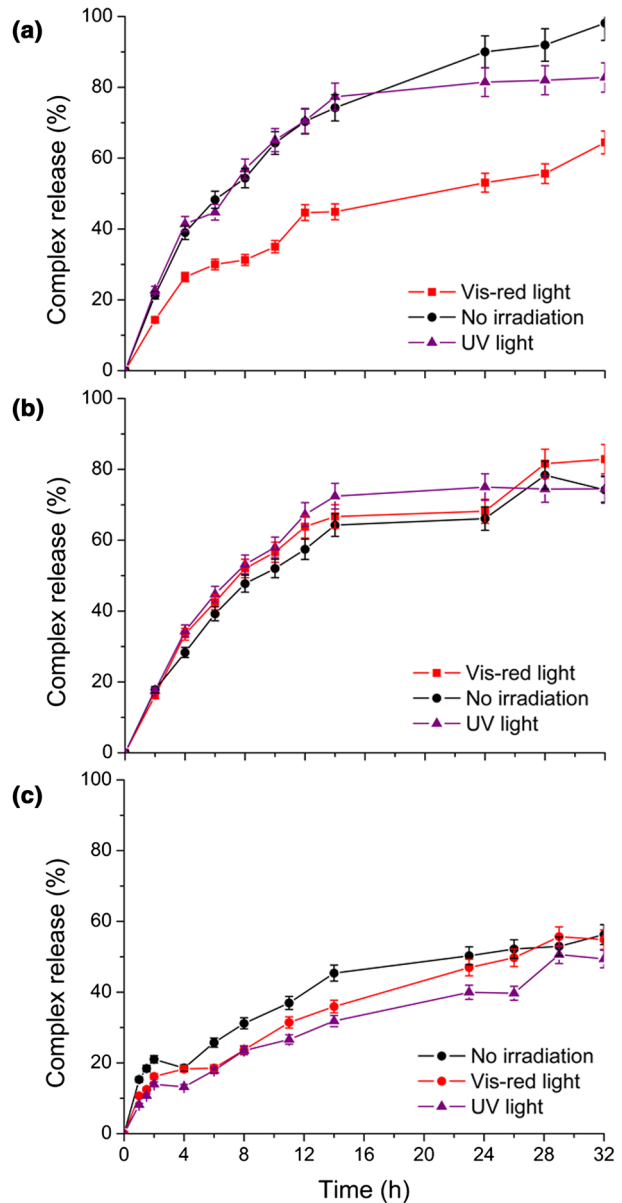 (a)
100
80
60
40
20
0
Complex release (%)
Vis-red light
No irradiation
UV light
(b)
100
80
60
40
20
0
Complex release (%)
Vis-red light
No irradiation
UV light
(c)
100
80
60
40
20
0
Complex release (%)
No irradiation
Vis-red light
UV light
0 4 8 12 16 20 24 28 32
Time (h)